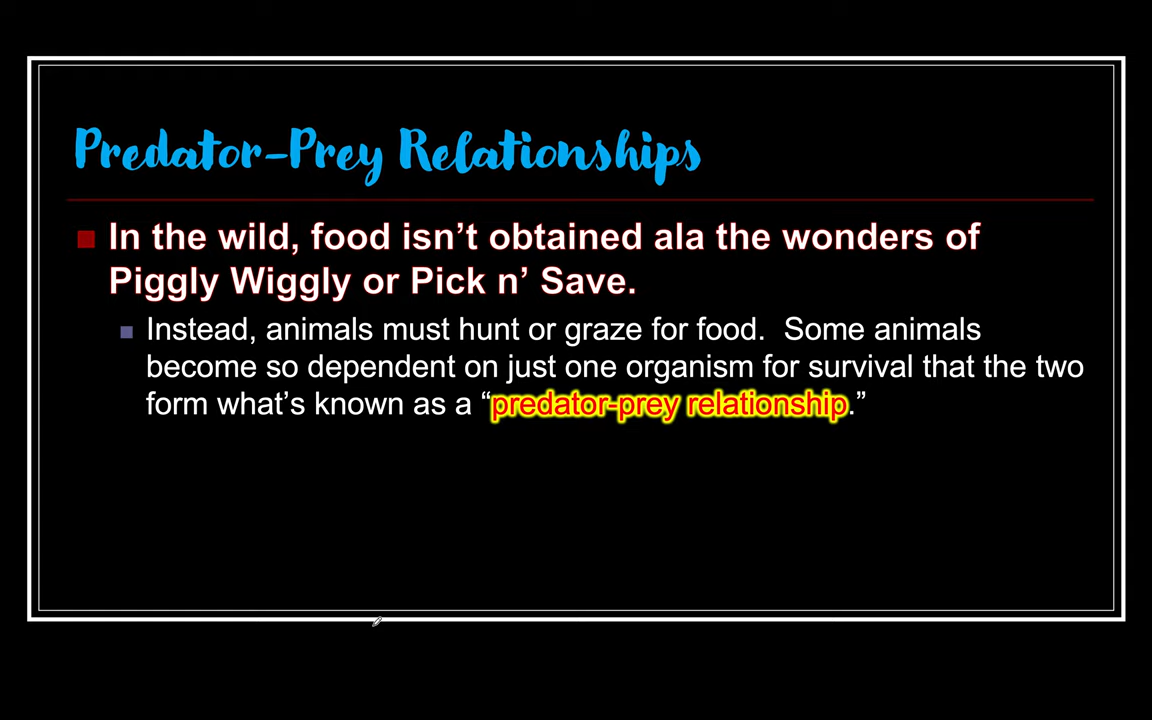 Predator-Prey Relationships
In the wild, food isn’t obtained ala the wonders of
Piggly Wiggly or Pick n’ Save.
Instead, animals must hunt or graze for food.  Some animals
become so dependent on just one organism for survival that the two
form what’s known as a “predator-prey relationship.”